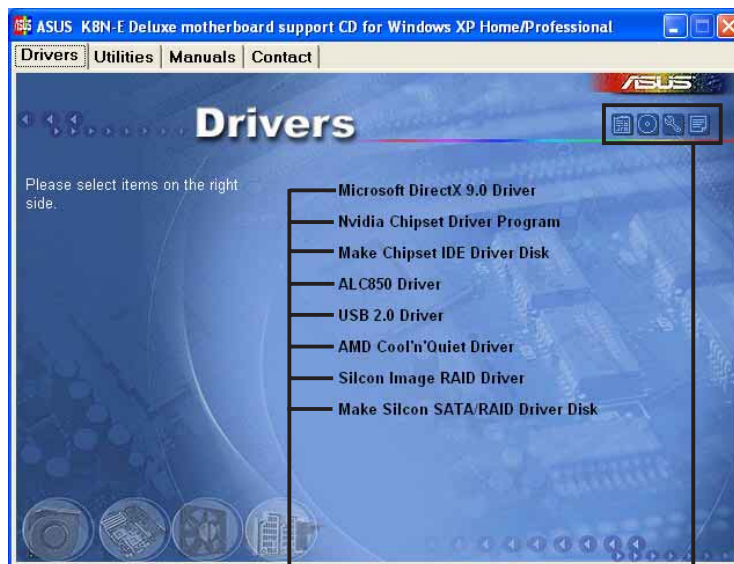 ASUS K8N-E Deluxe motherboard support CD for Windows XP Home/Professional
Drivers Utilities Manuals Contact
ASUS
Drivers
Please select items on the right
side.
Microsoft DirectX 9.0 Driver
Nvidia Chipset Driver Program
Make Chipset IDE Driver Disk
ALC850 Driver
USB 2.0 Driver
AMD Cool'n'Quiet Driver
Silcon Image RAID Driver
Make Silcon SATA/RAID Driver Disk